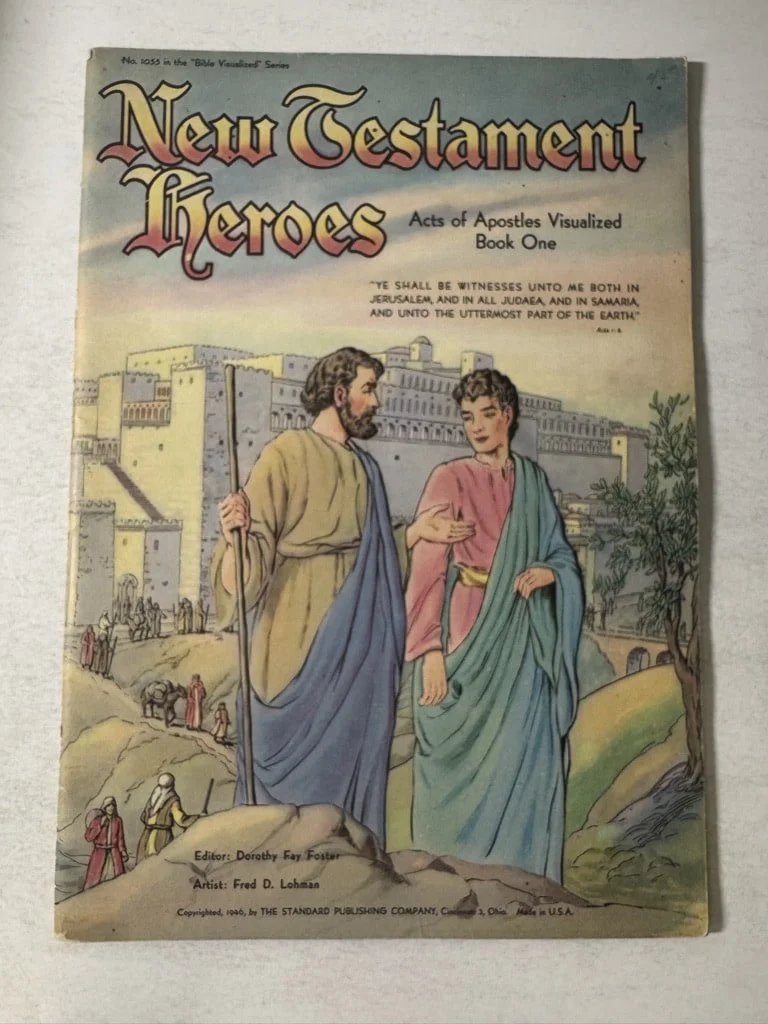 No. 1055 in the "Bible Visualized" Series
New Testament
Heroes
Acts of Apostles Visualized
Book One
"YE SHALL BE WITNESSES UNTO ME BOTH IN
JERUSALEM, AND IN ALL JUDAEA, AND IN SAMARIA,
AND UNTO THE UTTERMOST PART OF THE EARTH."
Acts 1:8.
Editor: Dorothy Fay Foster
Artist: Fred D. Lohman
Copyrighted, 1946, by THE STANDARD PUBLISHING COMPANY, Cincinnati 3, Ohio. Made in U.S.A.